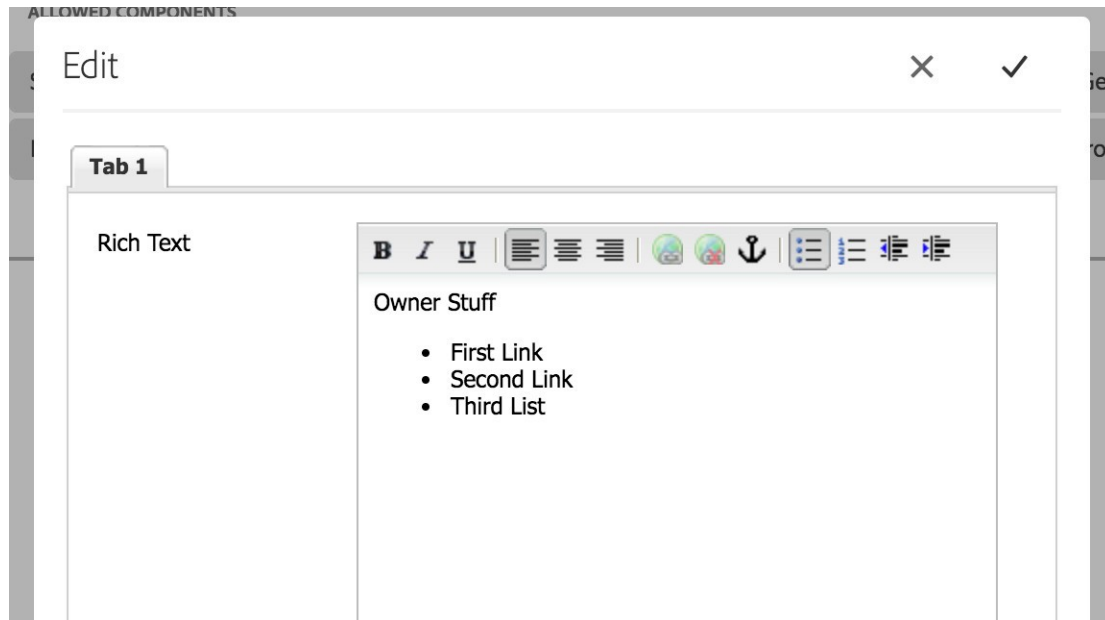 ALLOWED COMPONENTS
Edit
Tab 1
Rich Text
B I U
Owner Stuff
• First Link
• Second Link
• Third List